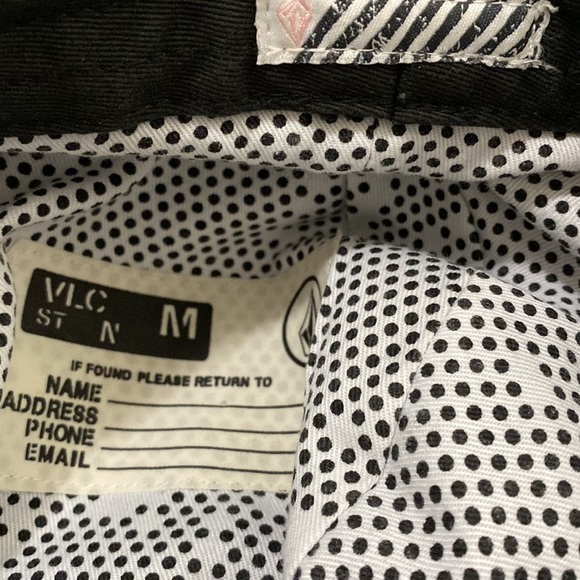 VLC M
ST N
IF FOUND PLEASE RETURN TO
NAME
ADDRESS
PHONE
EMAIL